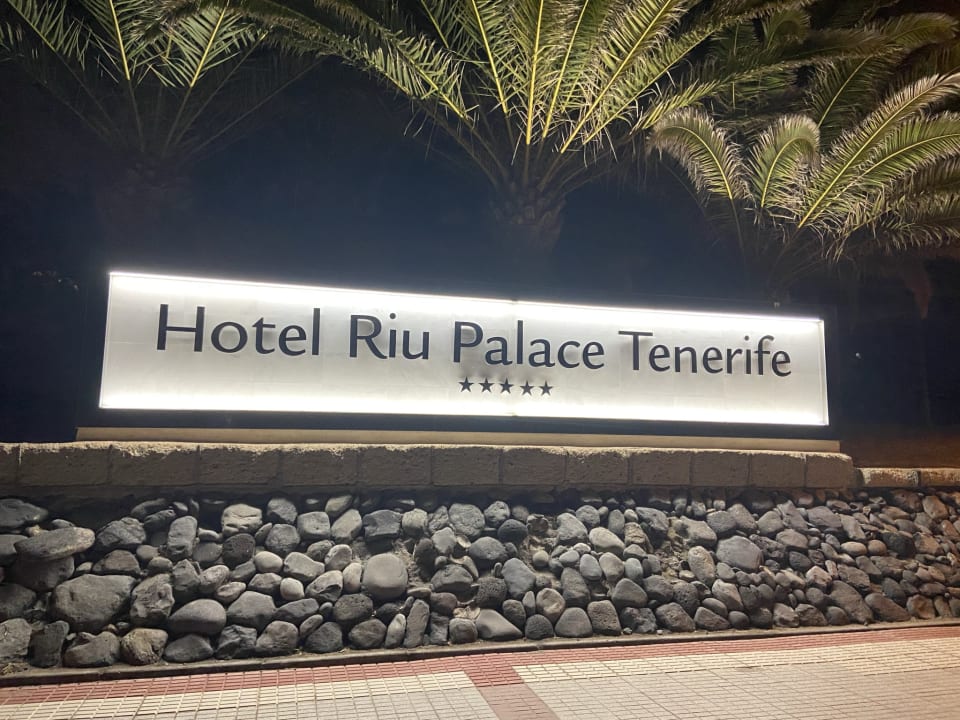 Hotel Riu Palace Tenerife
★★★★★